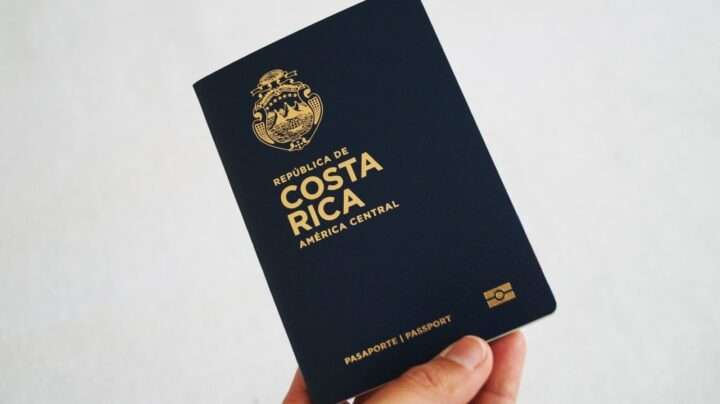 REPÚBLICA DE
COSTA
RICA
AMÉRICA CENTRAL
PASAPORTE | PASSPORT